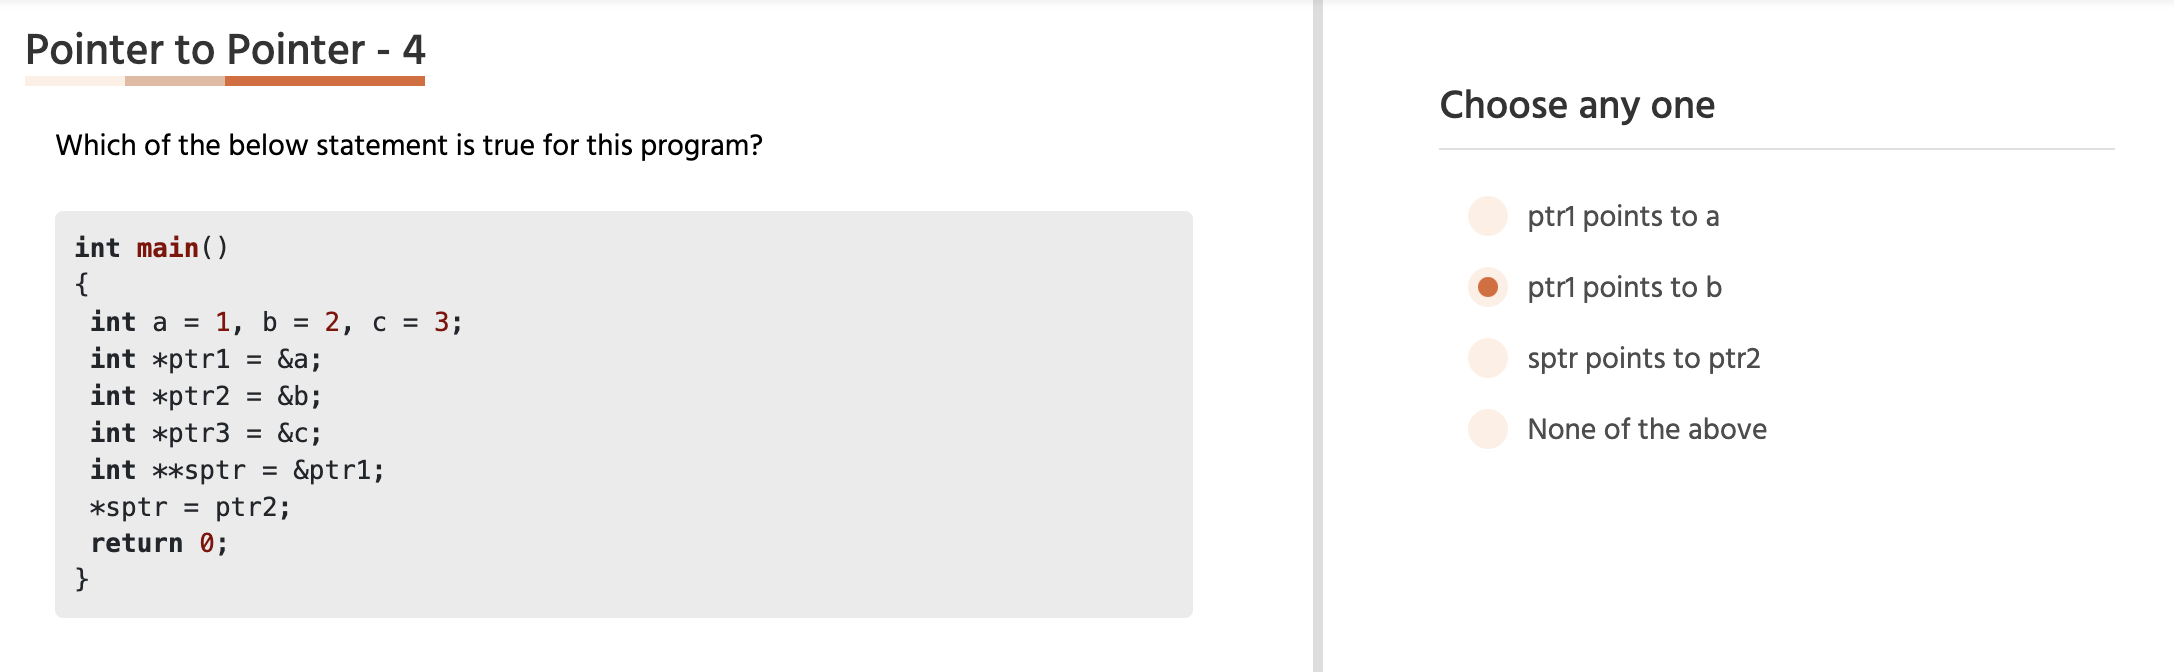 Pointer to Pointer - 4
Which of the below statement is true for this program?
int main()
{
 int a = 1, b = 2, c = 3;
 int *ptr1 = &a;
 int *ptr2 = &b;
 int *ptr3 = &c;
 int **sptr = &ptr1;
 *sptr = ptr2;
 return 0;
}
Choose any one
ptr1 points to a
ptr1 points to b
sptr points to ptr2
None of the above